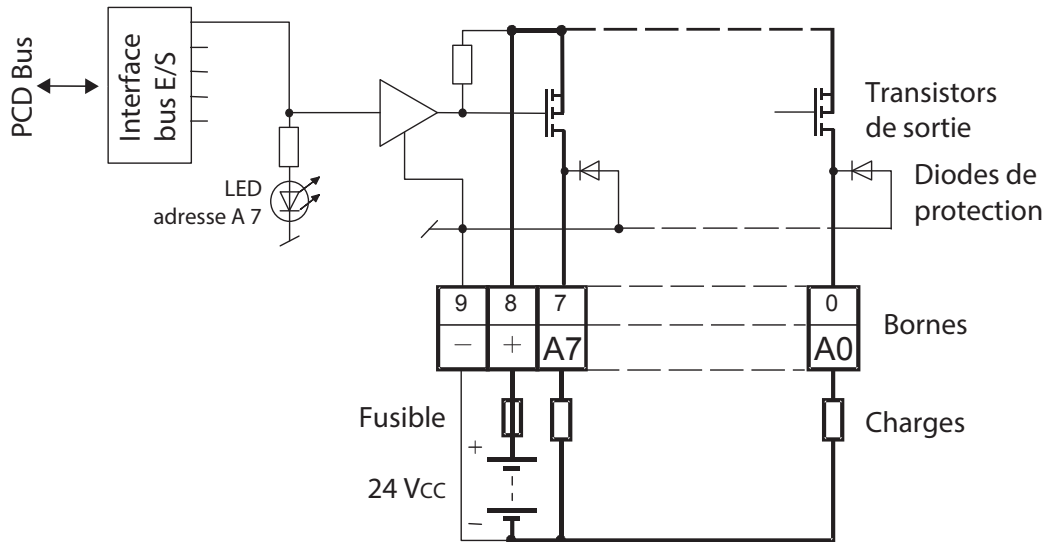 PCD Bus
Interface
bus E/S
LED
adresse A 7
Transistors
de sortie
Diodes de
protection
9 8 7 0
− + A7 A0
Bornes
Fusible
Charges
+
24 VCC
−